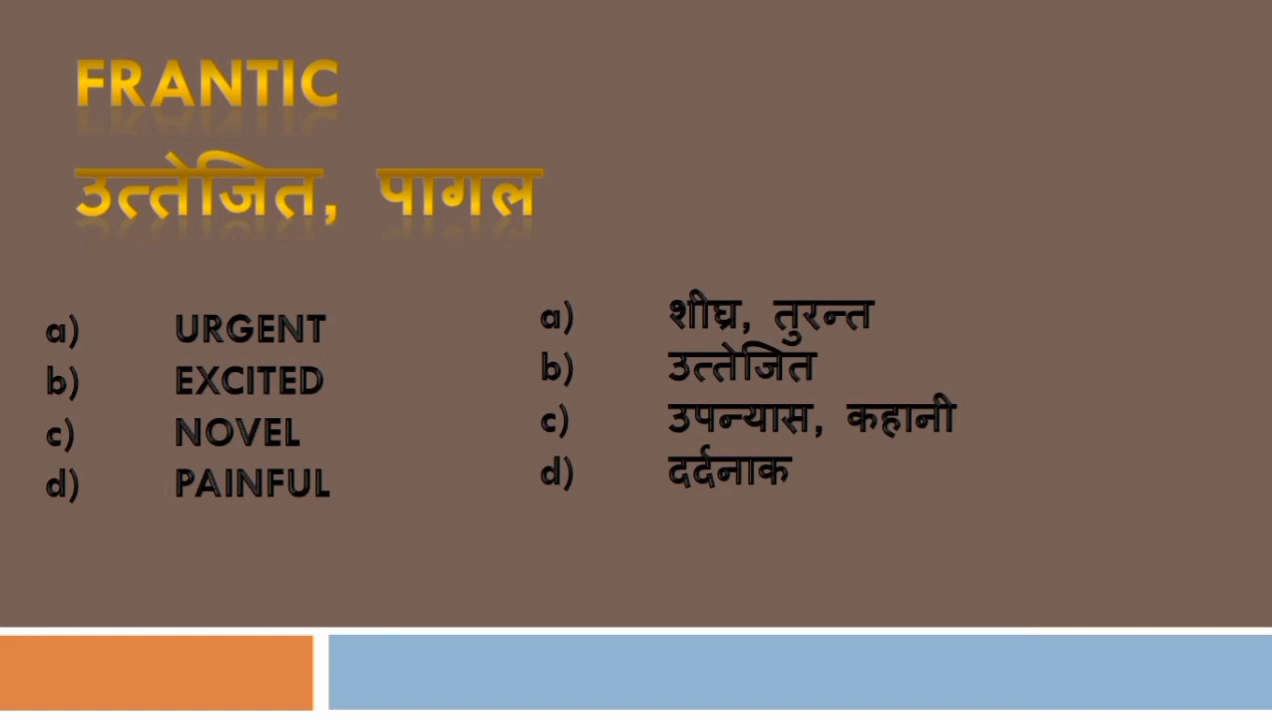 FRANTIC
उत्तेजित, पागल
a) URGENT
b) EXCITED
c) NOVEL
d) PAINFUL
a) शीघ्र, तुरन्त
b) उत्तेजित
c) उपन्यास, कहानी
d) दर्दनाक